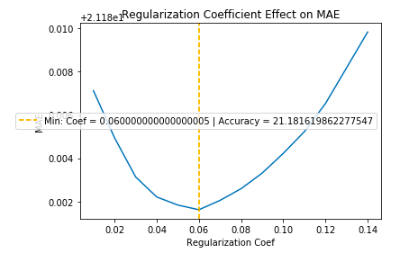 Regularization Coefficient Effect on MAE
+2.118e1
0.010
0.008
Min: Coef = 0.060000000000000005 | Accuracy = 21.181619862277547
0.004
0.002
0.02 0.04 0.06 0.08 0.10 0.12 0.14
Regularization Coef